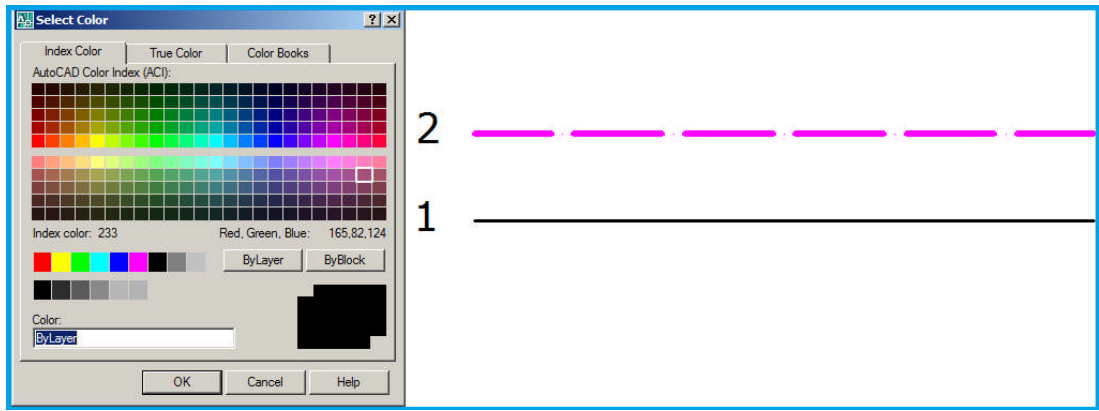 Select Color
Index Color True Color Color Books
AutoCAD Color Index (ACI):
Index color: 233 Red, Green, Blue: 165,82,124
ByLayer ByBlock
Color:
ByLayer
OK Cancel Help
2
1